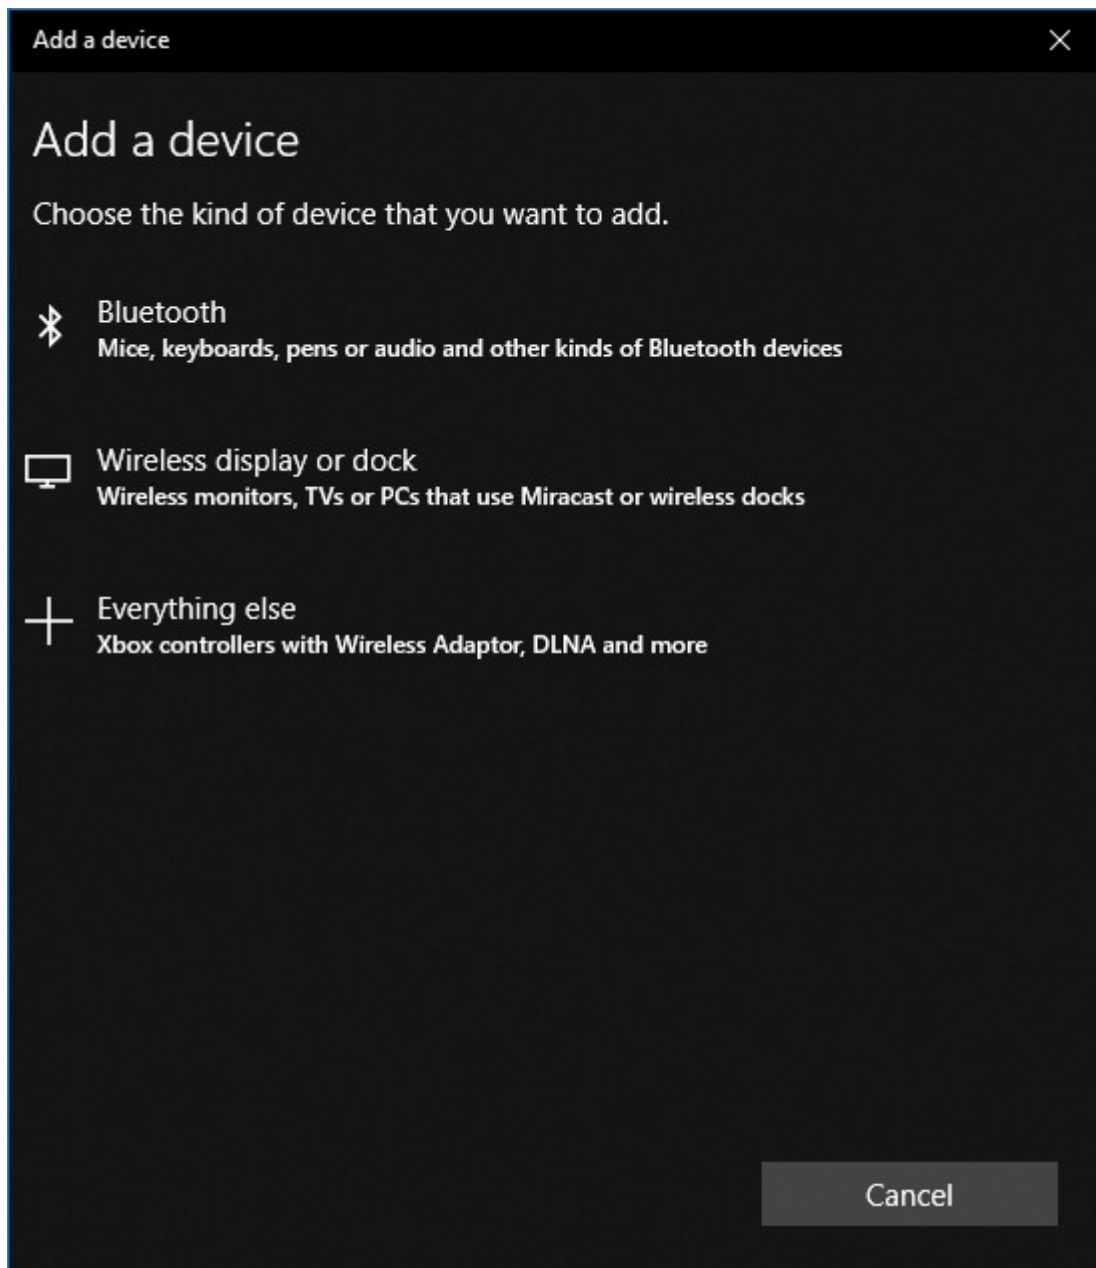 Add a device
Add a device
Choose the kind of device that you want to add.
Bluetooth
Mice, keyboards, pens or audio and other kinds of Bluetooth devices
Wireless display or dock
Wireless monitors, TVs or PCs that use Miracast or wireless docks
Everything else
Xbox controllers with Wireless Adaptor, DLNA and more
Cancel